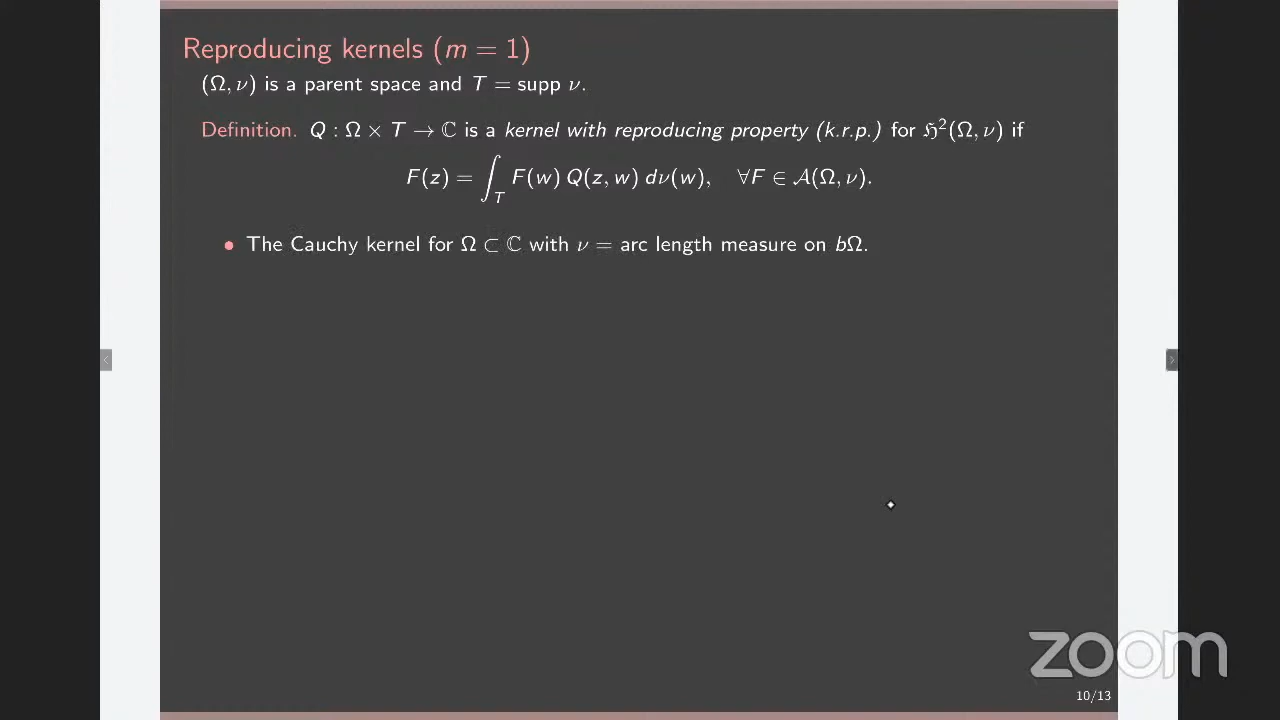 Reproducing kernels (m = 1)
(Ω, ν) is a parent space and T = supp ν.
Definition. Q : Ω × T → ℂ is a kernel with reproducing property (k.r.p.) for ℌ²(Ω, ν) if
F(z) = ∫_T F(w) Q(z, w) dν(w), ∀F ∈ 𝒜(Ω, ν).
• The Cauchy kernel for Ω ⊂ ℂ with ν = arc length measure on bΩ.
zoom
10/13